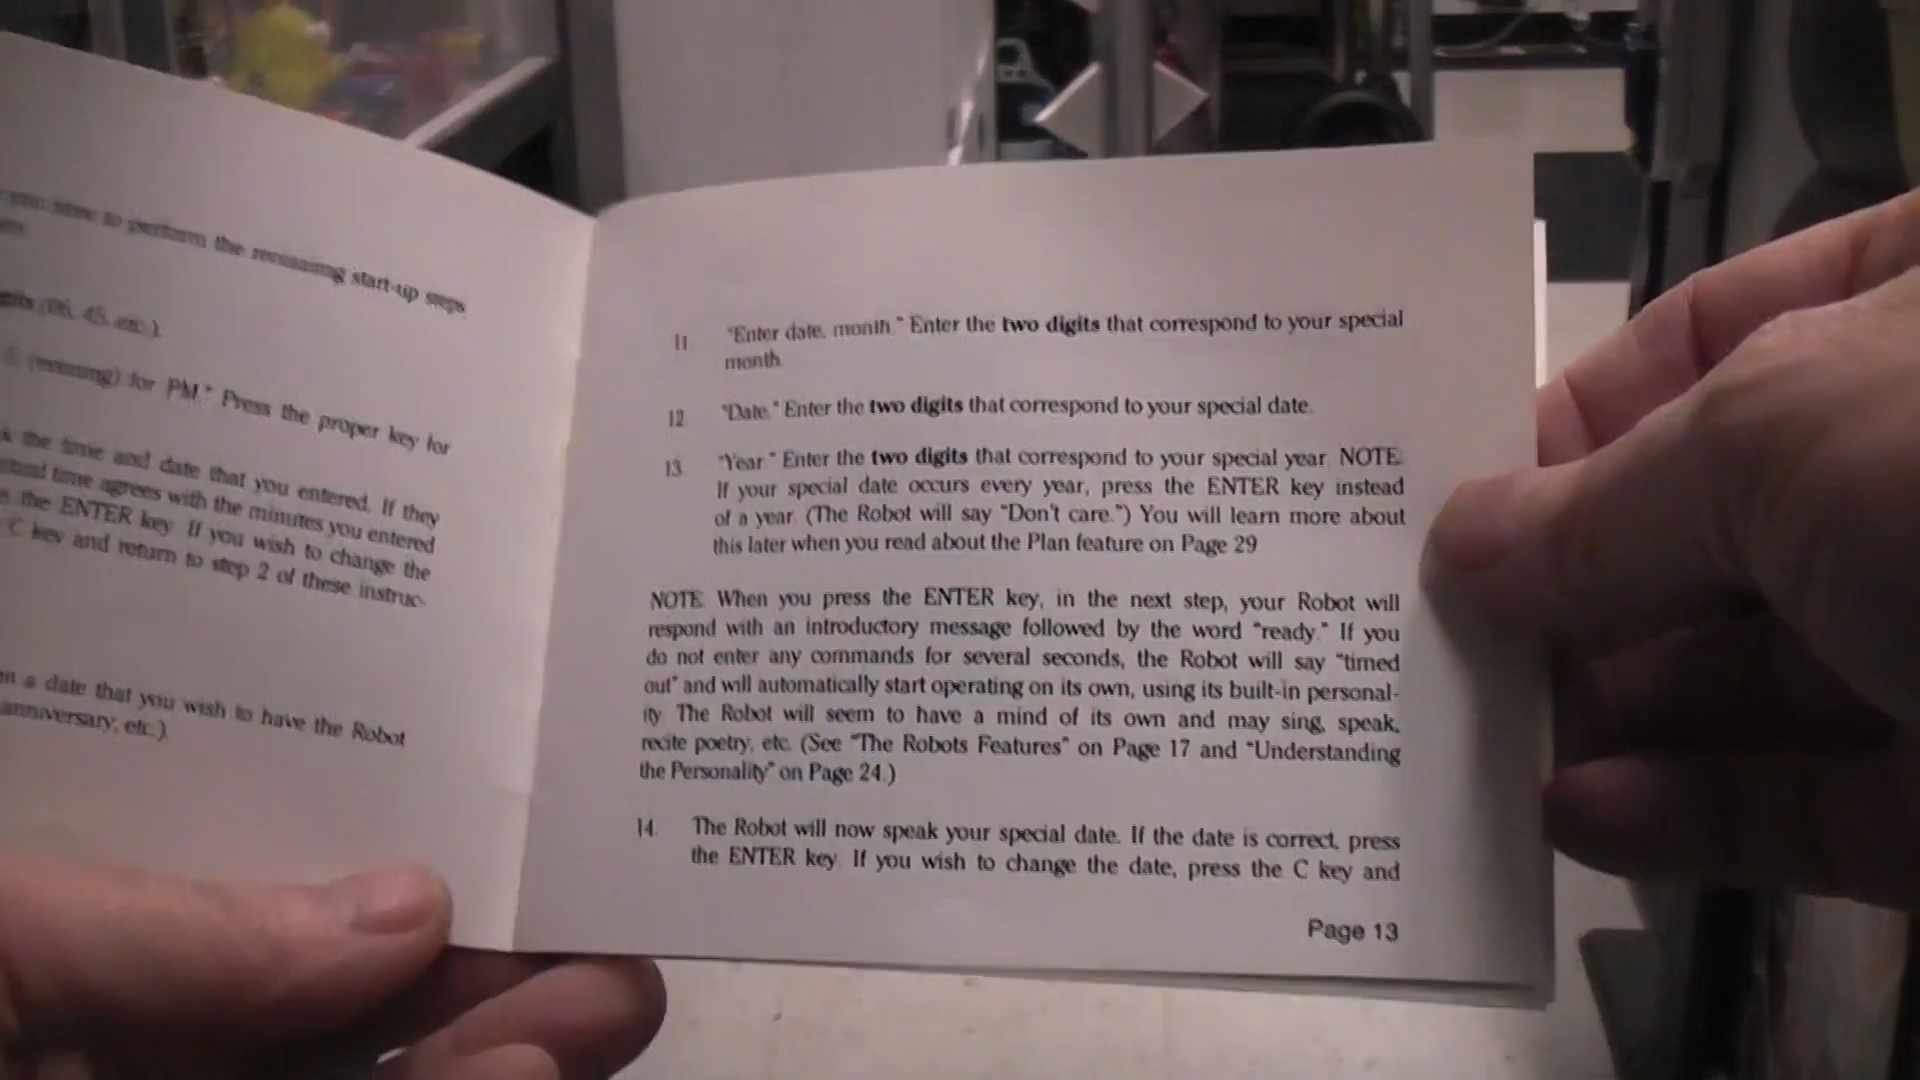 you have to perform the remaining start-up steps
(06, 45, etc.).
(evening) for PM." Press the proper key for
the time and date that you entered. If they
actual time agrees with the minutes you entered
the ENTER key. If you wish to change the
C key and return to step 2 of these instruc-
a date that you wish to have the Robot
anniversary, etc.).
11. "Enter date, month." Enter the two digits that correspond to your special
month.
12. "Date." Enter the two digits that correspond to your special date.
13. "Year." Enter the two digits that correspond to your special year. NOTE:
If your special date occurs every year, press the ENTER key instead
of a year. (The Robot will say "Don't care.") You will learn more about
this later when you read about the Plan feature on Page 29
NOTE: When you press the ENTER key, in the next step, your Robot will
respond with an introductory message followed by the word "ready." If you
do not enter any commands for several seconds, the Robot will say "timed
out" and will automatically start operating on its own, using its built-in personal-
ity. The Robot will seem to have a mind of its own and may sing, speak,
recite poetry, etc. (See "The Robots Features" on Page 17 and "Understanding
the Personality" on Page 24.)
14. The Robot will now speak your special date. If the date is correct, press
the ENTER key. If you wish to change the date, press the C key and
Page 13